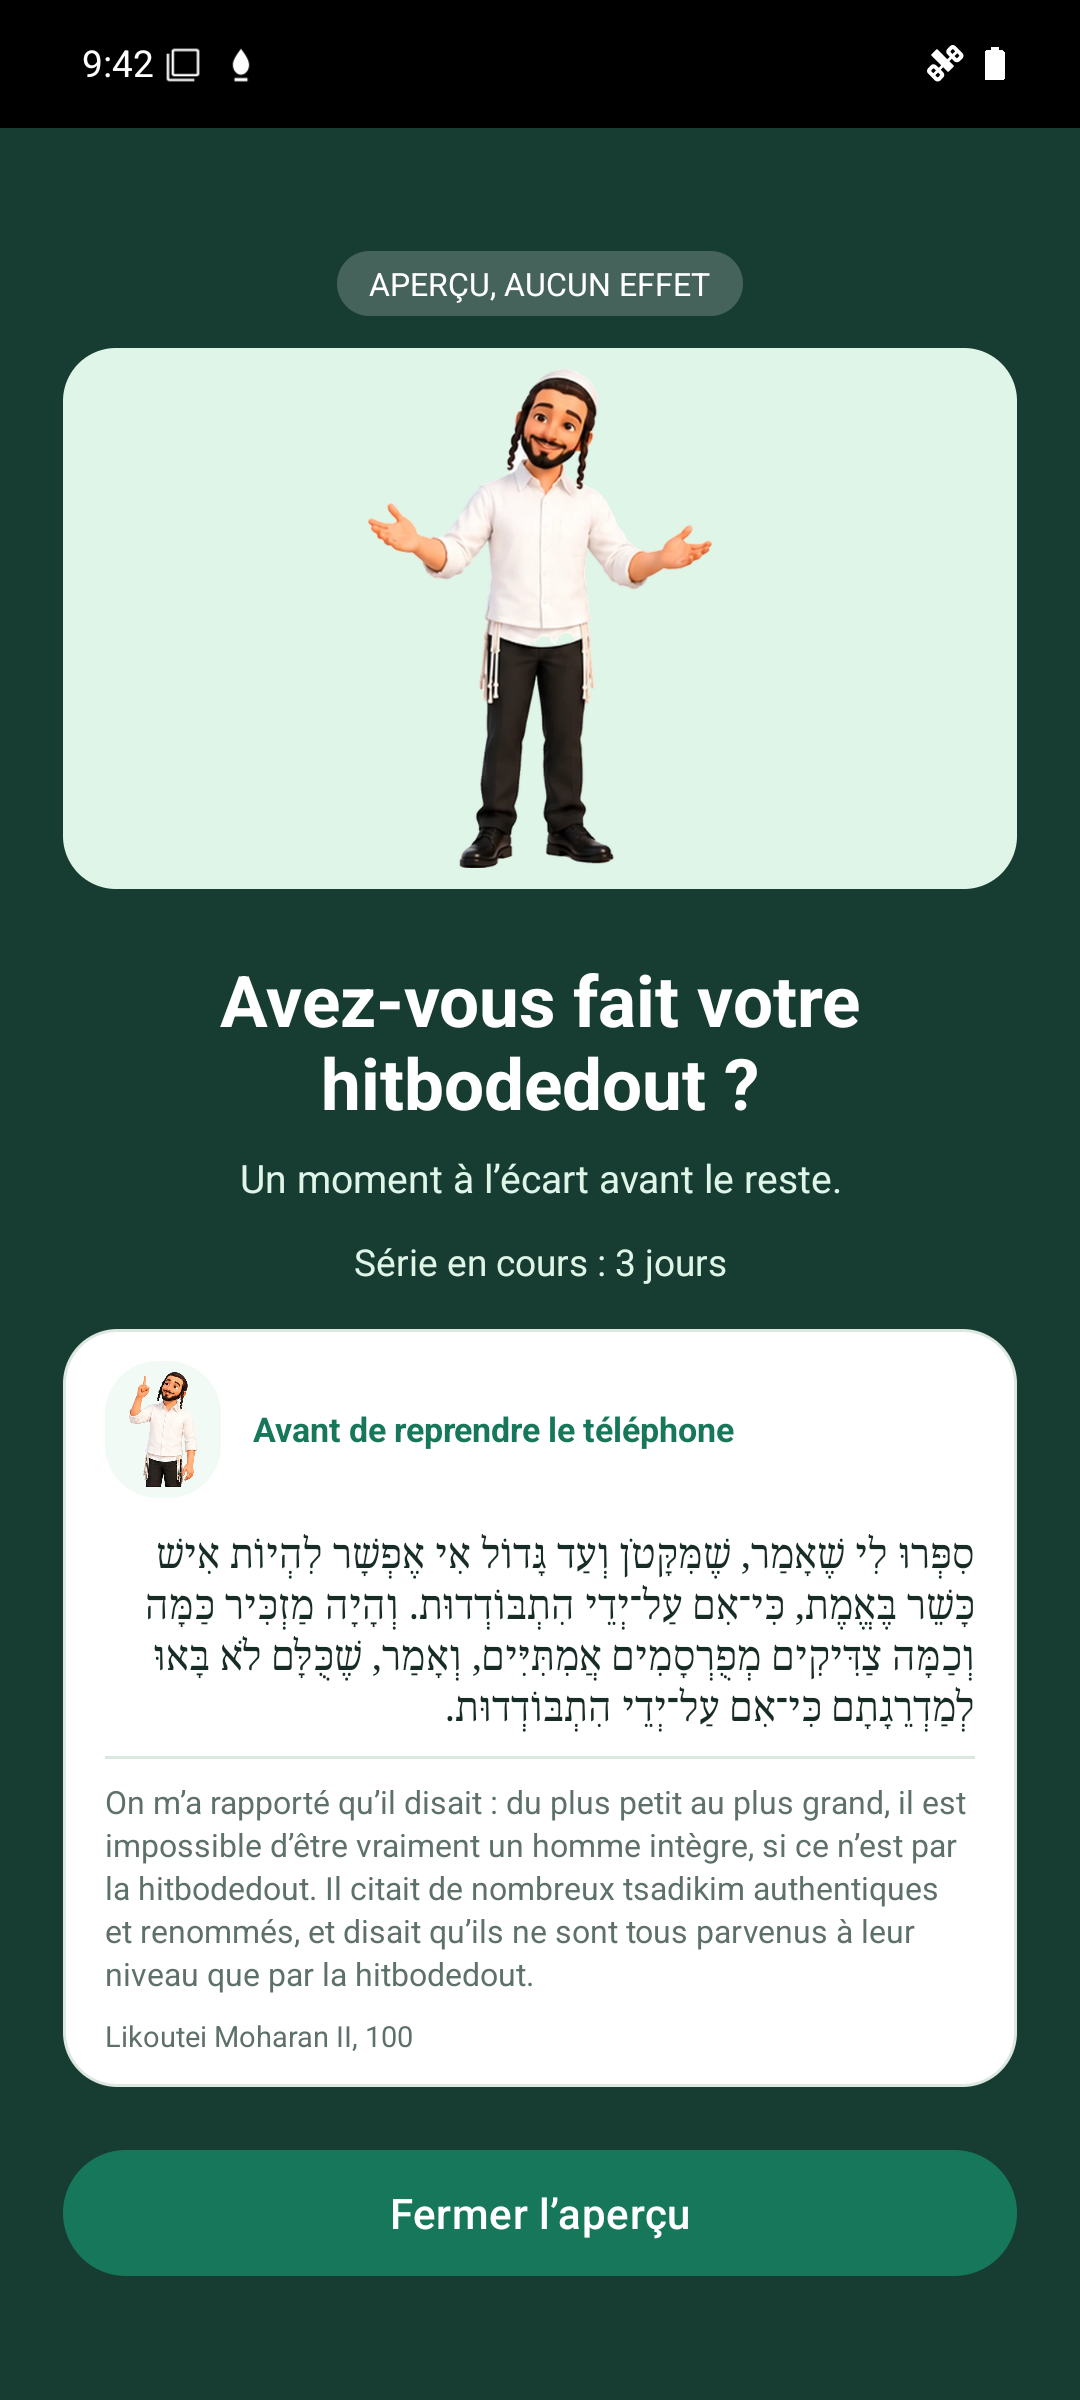 9:42
APERÇU, AUCUN EFFET
Avez-vous fait votre
hitbodedout ?
Un moment à l’écart avant le reste.
Série en cours : 3 jours
Avant de reprendre le téléphone
סִפְּרוּ לִי שֶׁאָמַר, שֶׁמִּקָּטֹן וְעַד גָּדוֹל אִי אֶפְשָׁר לִהְיוֹת אִישׁ
כָּשֵׁר בֶּאֱמֶת, כִּי־אִם עַל־יְדֵי הִתְבּוֹדְדוּת. וְהָיָה מַזְכִּיר כַּמָּה
וְכַמָּה צַדִּיקִים מְפֻרְסָמִים אֲמִתִּיִּים, וְאָמַר, שֶׁכֻּלָּם לֹא בָּאוּ
לְמַדְרֵגָתָם כִּי־אִם עַל־יְדֵי הִתְבּוֹדְדוּת.
On m’a rapporté qu’il disait : du plus petit au plus grand, il est
impossible d’être vraiment un homme intègre, si ce n’est par
la hitbodedout. Il citait de nombreux tsadikim authentiques
et renommés, et disait qu’ils ne sont tous parvenus à leur
niveau que par la hitbodedout.
Likoutei Moharan II, 100
Fermer l’aperçu